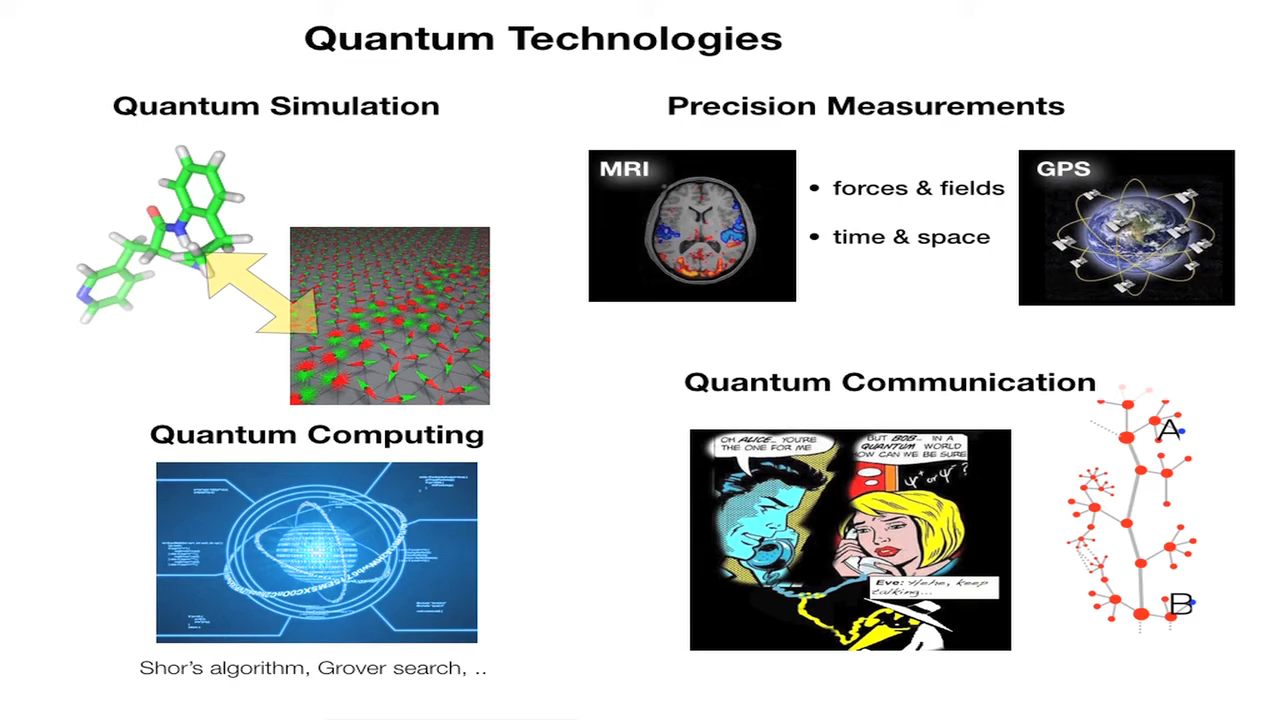 Quantum Technologies
Quantum Simulation
Precision Measurements
MRI
• forces & fields
• time & space
GPS
Quantum Communication
Quantum Computing
OH ALICE... YOU'RE
THE ONE FOR ME
BUT BOB... IN A
QUANTUM WORLD
HOW CAN WE BE SURE
ψ⁺ or ψ⁻ ?
Eve: Hehe, keep
talking...
A
B
Shor's algorithm, Grover search, ..